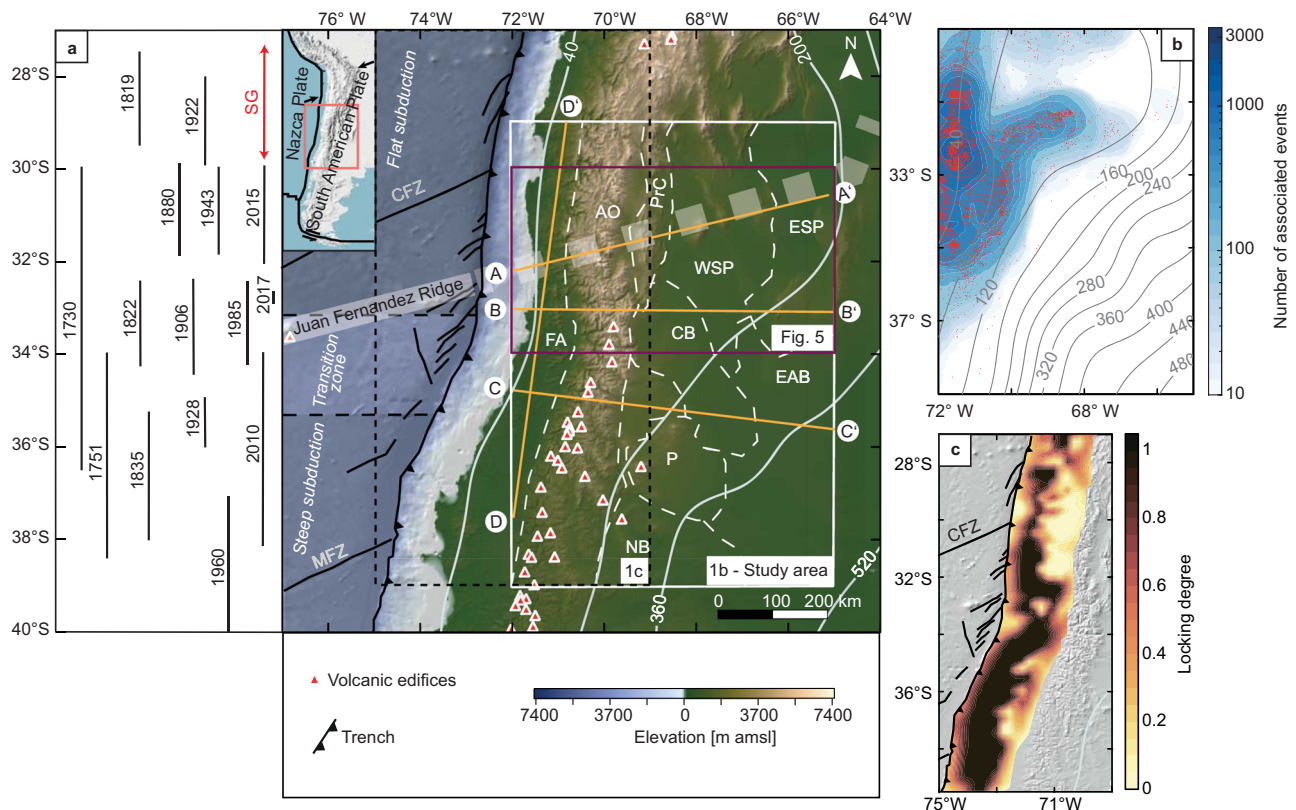 76°W
74°W
72°W
70°W
68°W
66°W
64°W
a
28°S
30°S
32°S
34°S
36°S
38°S
40°S
1819
1922
SG
1880
1943
2015
1730
1822
1906
1985
2017
1751
1835
1928
2010
1960
Nazca Plate
South American Plate
Flat subduction
CFZ
Juan Fernandez Ridge
Transition
zone
Steep subduction
MFZ
40
200
360
520
N
D'
A
A'
B
B'
C
C'
D
AO
PrC
ESP
WSP
FA
CB
EAB
P
NB
Fig. 5
1c
1b - Study area
0 100 200 km
Volcanic edifices
Trench
7400 3700 0 3700 7400
Elevation [m amsl]
b
33°S
37°S
72°W
68°W
40
120
160
200
240
280
320
360
400
440
480
3000
1000
100
10
Number of associated events
c
28°S
32°S
36°S
75°W
71°W
CFZ
1
0.8
0.6
0.4
0.2
0
Locking degree